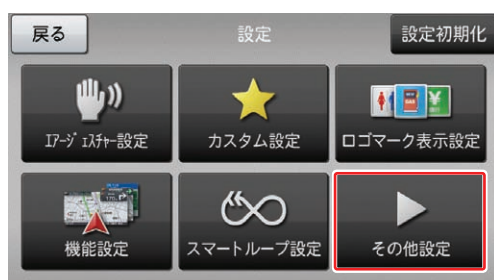 戻る
設定
設定初期化
ｴｱｰｼﾞｪｽﾁｬｰ設定
カスタム設定
ロゴマーク表示設定
機能設定
スマートループ設定
その他設定